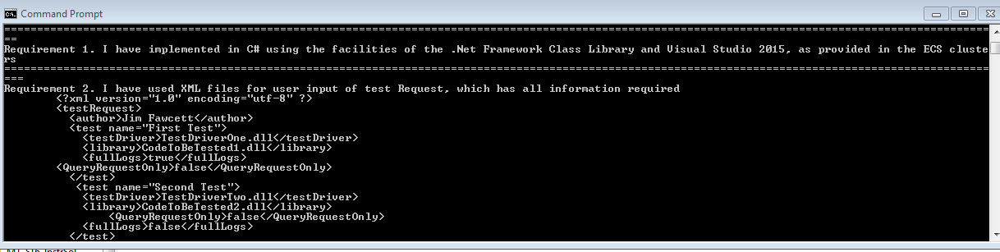 Command Prompt
======================================================================================================================================================
==
Requirement 1. I have implemented in C# using the facilities of the .Net Framework Class Library and Visual Studio 2015, as provided in the ECS cluste
rs
======================================================================================================================================================
===
Requirement 2. I have used XML files for user input of test Request, which has all information required
<?xml version="1.0" encoding="utf-8" ?>
<testRequest>
<author>Jim Fawcett</author>
<test name="First Test">
<testDriver>TestDriverOne.dll</testDriver>
<library>CodeToBeTested1.dll</library>
<fullLogs>true</fullLogs>
<QueryRequestOnly>false</QueryRequestOnly>
</test>
<test name="Second Test">
<testDriver>TestDriverTwo.dll</testDriver>
<library>CodeToBeTested2.dll</library>
<QueryRequestOnly>false</QueryRequestOnly>
<fullLogs>false</fullLogs>
</test>